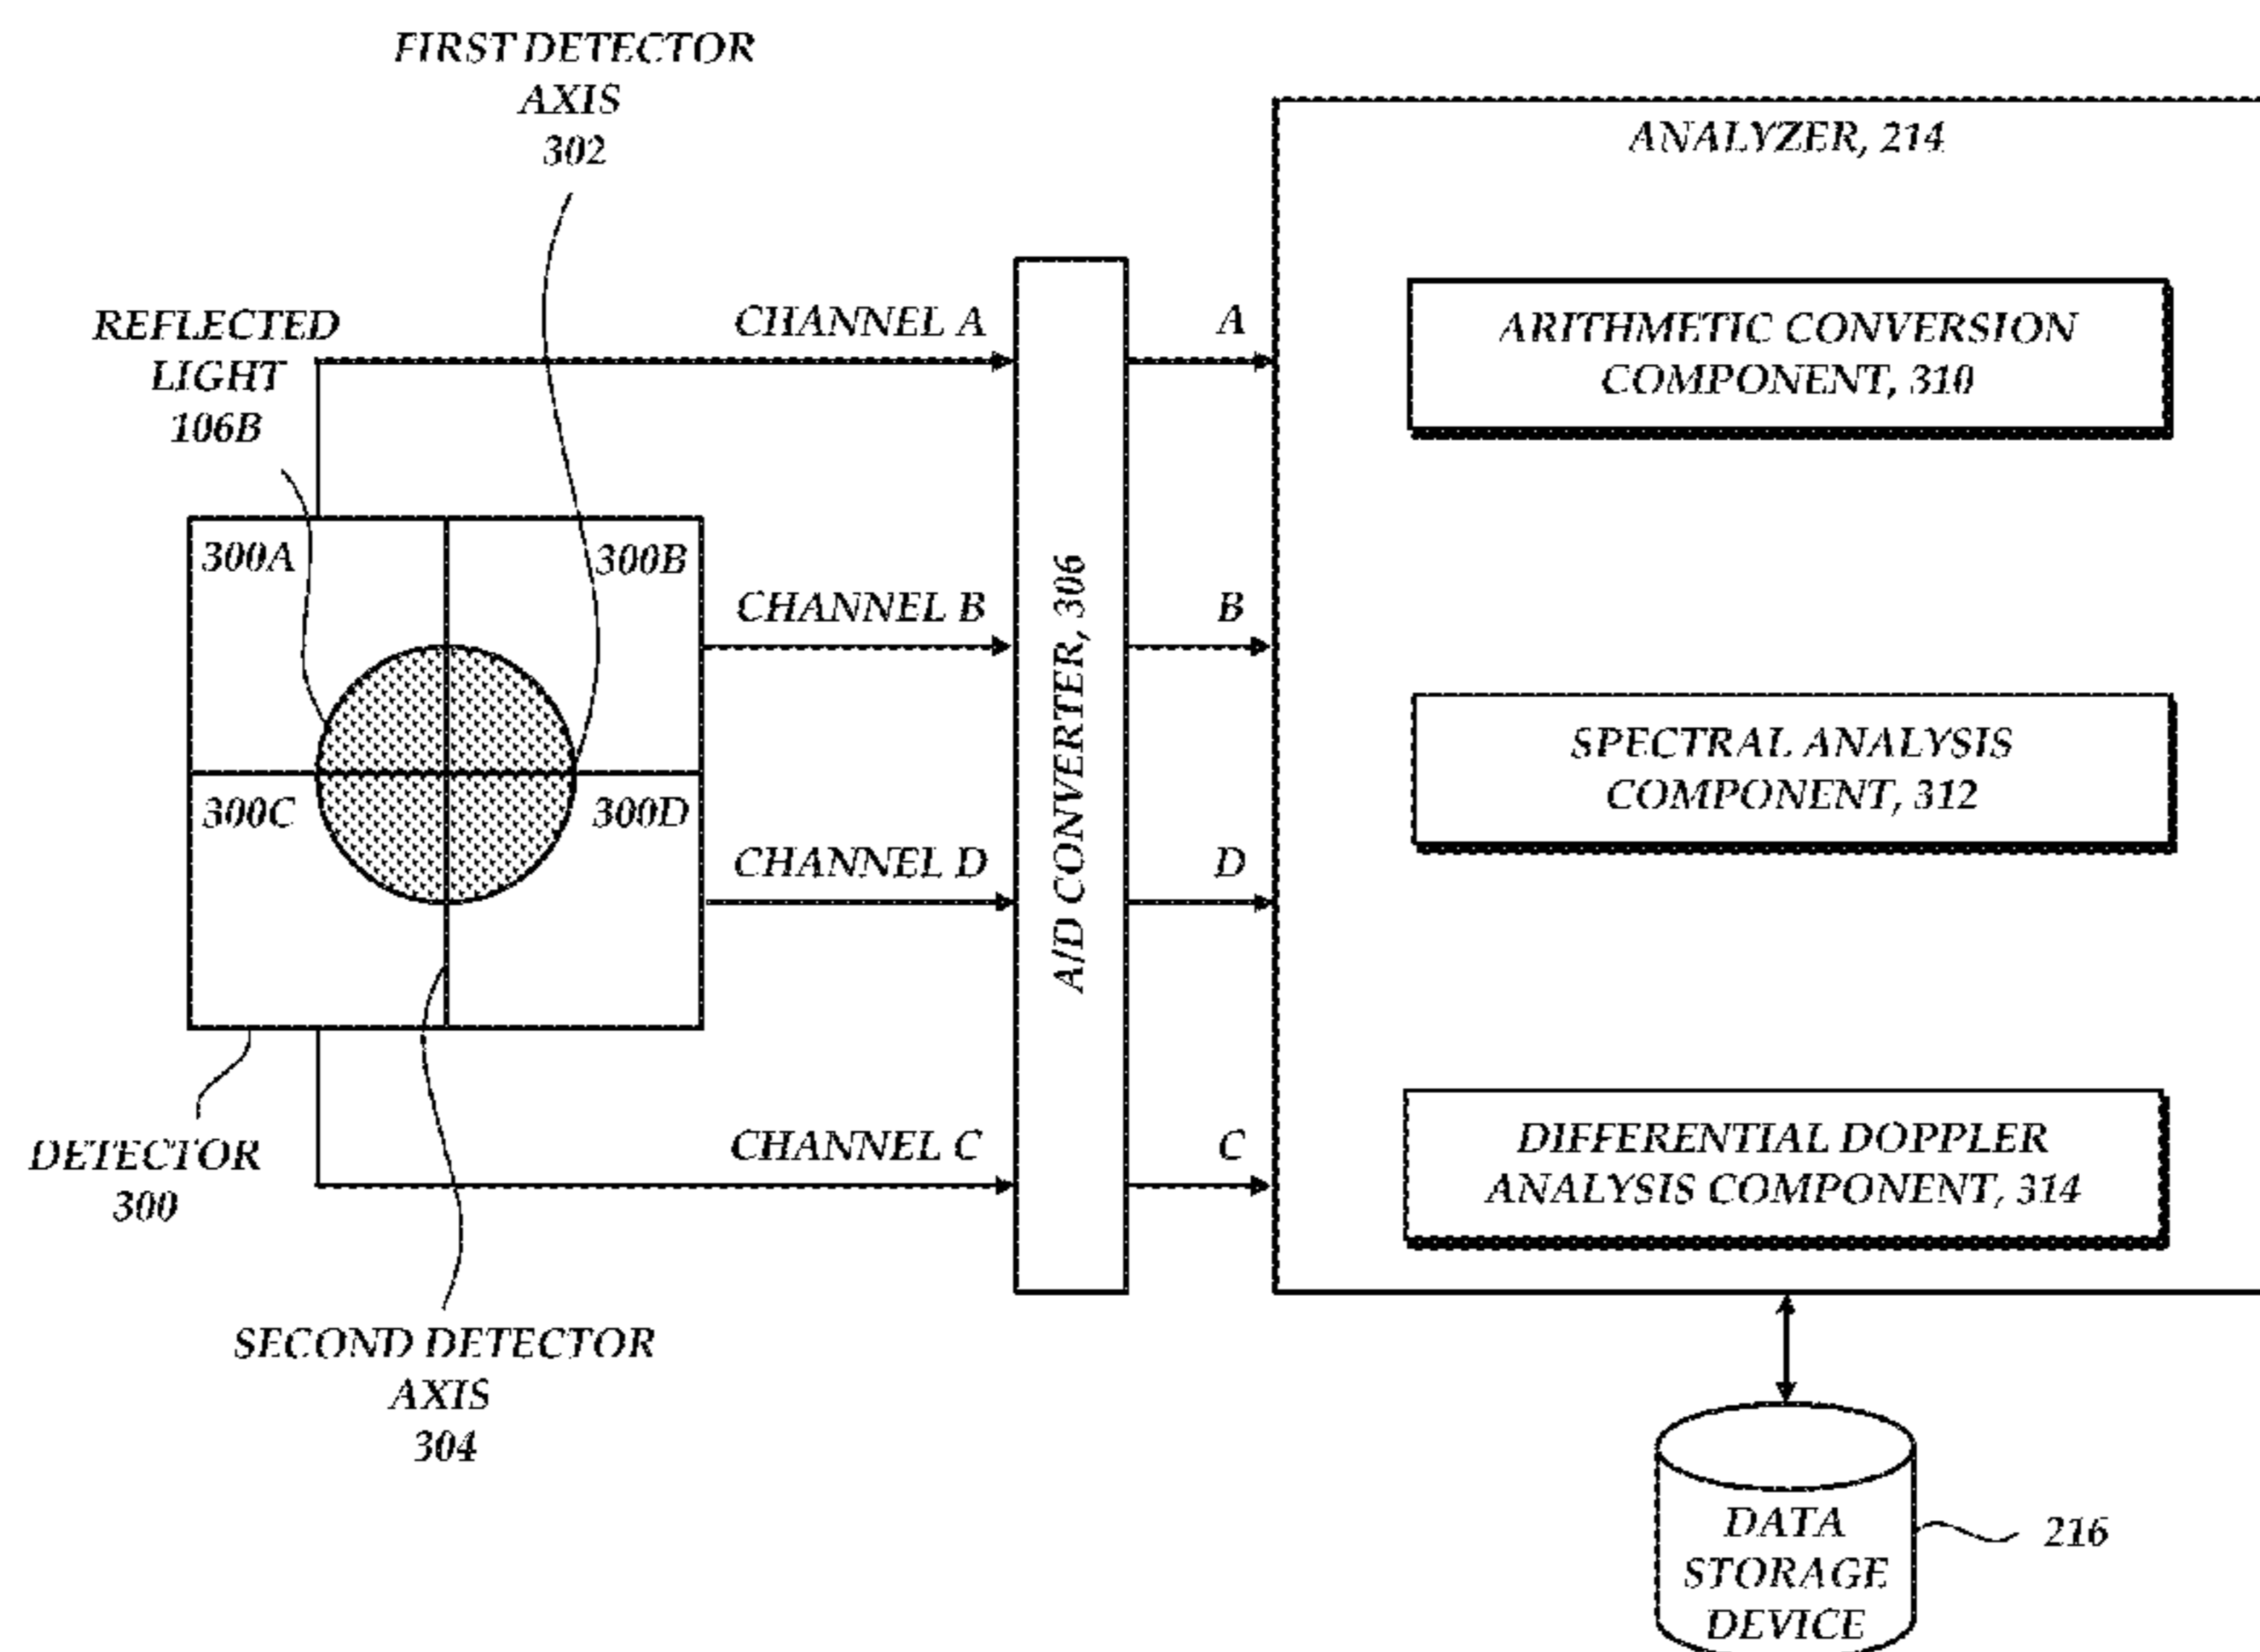 FIRST DETECTOR
AXIS
302
ANALYZER, 214
REFLECTED
LIGHT
106B
CHANNEL A
A
ARITHMETIC CONVERSION
COMPONENT, 310
300A
300B
CHANNEL B
B
A/D CONVERTER, 306
SPECTRAL ANALYSIS
COMPONENT, 312
300C
300D
CHANNEL D
D
DETECTOR
300
CHANNEL C
C
DIFFERENTIAL DOPPLER
ANALYSIS COMPONENT, 314
SECOND DETECTOR
AXIS
304
DATA
STORAGE
DEVICE
216